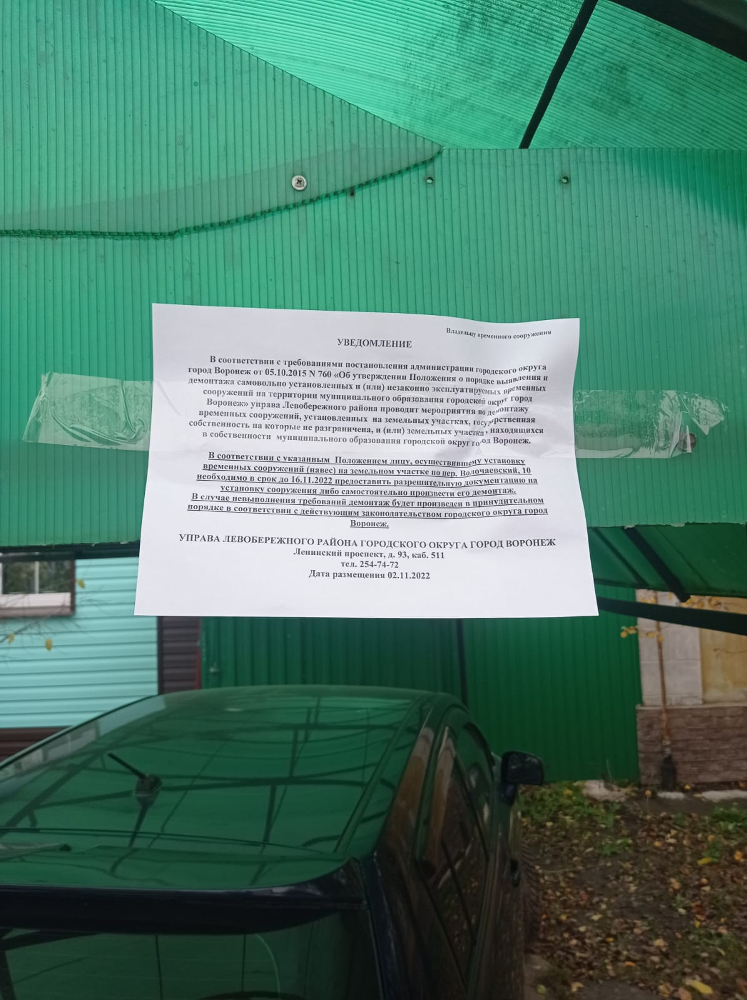 Владельцу временного сооружения
УВЕДОМЛЕНИЕ
В соответствии с требованиями постановления администрации городского округа
город Воронеж от 05.10.2015 N 760 «Об утверждении Положения о порядке выявления и
демонтажа самовольно установленных и (или) незаконно эксплуатируемых временных
сооружений на территории муниципального образования городской округ город
Воронеж» управа Левобережного района проводит мероприятия по демонтажу
временных сооружений, установленных на земельных участках, государственная
собственность на которые не разграничена, и (или) земельных участках, находящихся
в собственности муниципального образования городской округ город Воронеж.
В соответствии с указанным Положением лицу, осуществившему установку
временных сооружений (навес) на земельном участке по пер. Волочаевский, 10
необходимо в срок до 16.11.2022 предоставить разрешительную документацию на
установку сооружения либо самостоятельно произвести его демонтаж.
В случае невыполнения требований демонтаж будет произведен в принудительном
порядке в соответствии с действующим законодательством городского округа город
Воронеж.
УПРАВА ЛЕВОБЕРЕЖНОГО РАЙОНА ГОРОДСКОГО ОКРУГА ГОРОД ВОРОНЕЖ
Ленинский проспект, д. 93, каб. 511
тел. 254-74-72
Дата размещения 02.11.2022